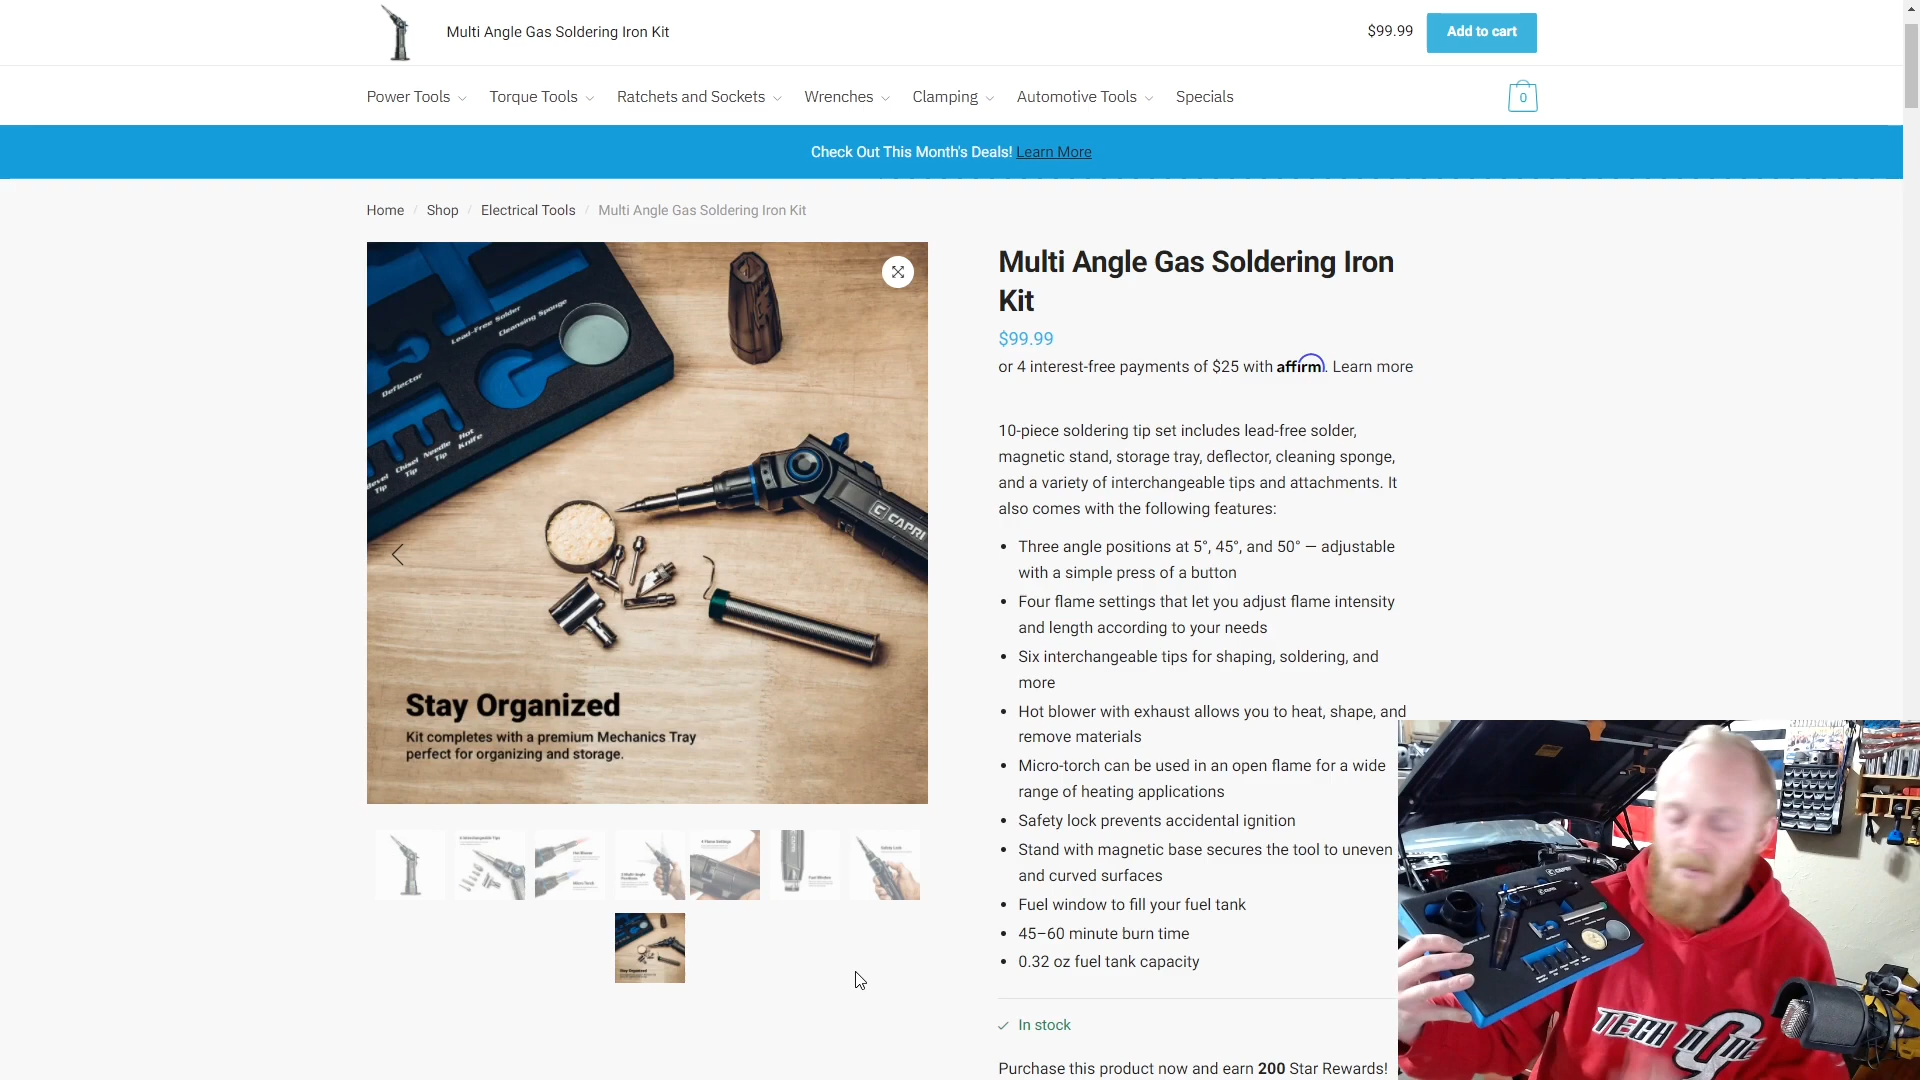 Multi Angle Gas Soldering Iron Kit
$99.99
Add to cart
Power Tools
Torque Tools
Ratchets and Sockets
Wrenches
Clamping
Automotive Tools
Specials
0
Check Out This Month's Deals! Learn More
Home / Shop / Electrical Tools / Multi Angle Gas Soldering Iron Kit
Lead-Free Solder
Cleansing Sponge
Deflector
Bevel Tip
Chisel Tip
Needle Tip
Hot Knife
CAPRI
Stay Organized
Kit completes with a premium Mechanics Tray
perfect for organizing and storage.
Multi Angle Gas Soldering Iron
Kit
$99.99
or 4 interest-free payments of $25 with affirm. Learn more
10-piece soldering tip set includes lead-free solder,
magnetic stand, storage tray, deflector, cleaning sponge,
and a variety of interchangeable tips and attachments. It
also comes with the following features:
• Three angle positions at 5°, 45°, and 50° — adjustable
with a simple press of a button
• Four flame settings that let you adjust flame intensity
and length according to your needs
• Six interchangeable tips for shaping, soldering, and
more
• Hot blower with exhaust allows you to heat, shape, and
remove materials
• Micro-torch can be used in an open flame for a wide
range of heating applications
• Safety lock prevents accidental ignition
• Stand with magnetic base secures the tool to uneven
and curved surfaces
• Fuel window to fill your fuel tank
• 45–60 minute burn time
• 0.32 oz fuel tank capacity
In stock
Purchase this product now and earn 200 Star Rewards!
TECH N9NE